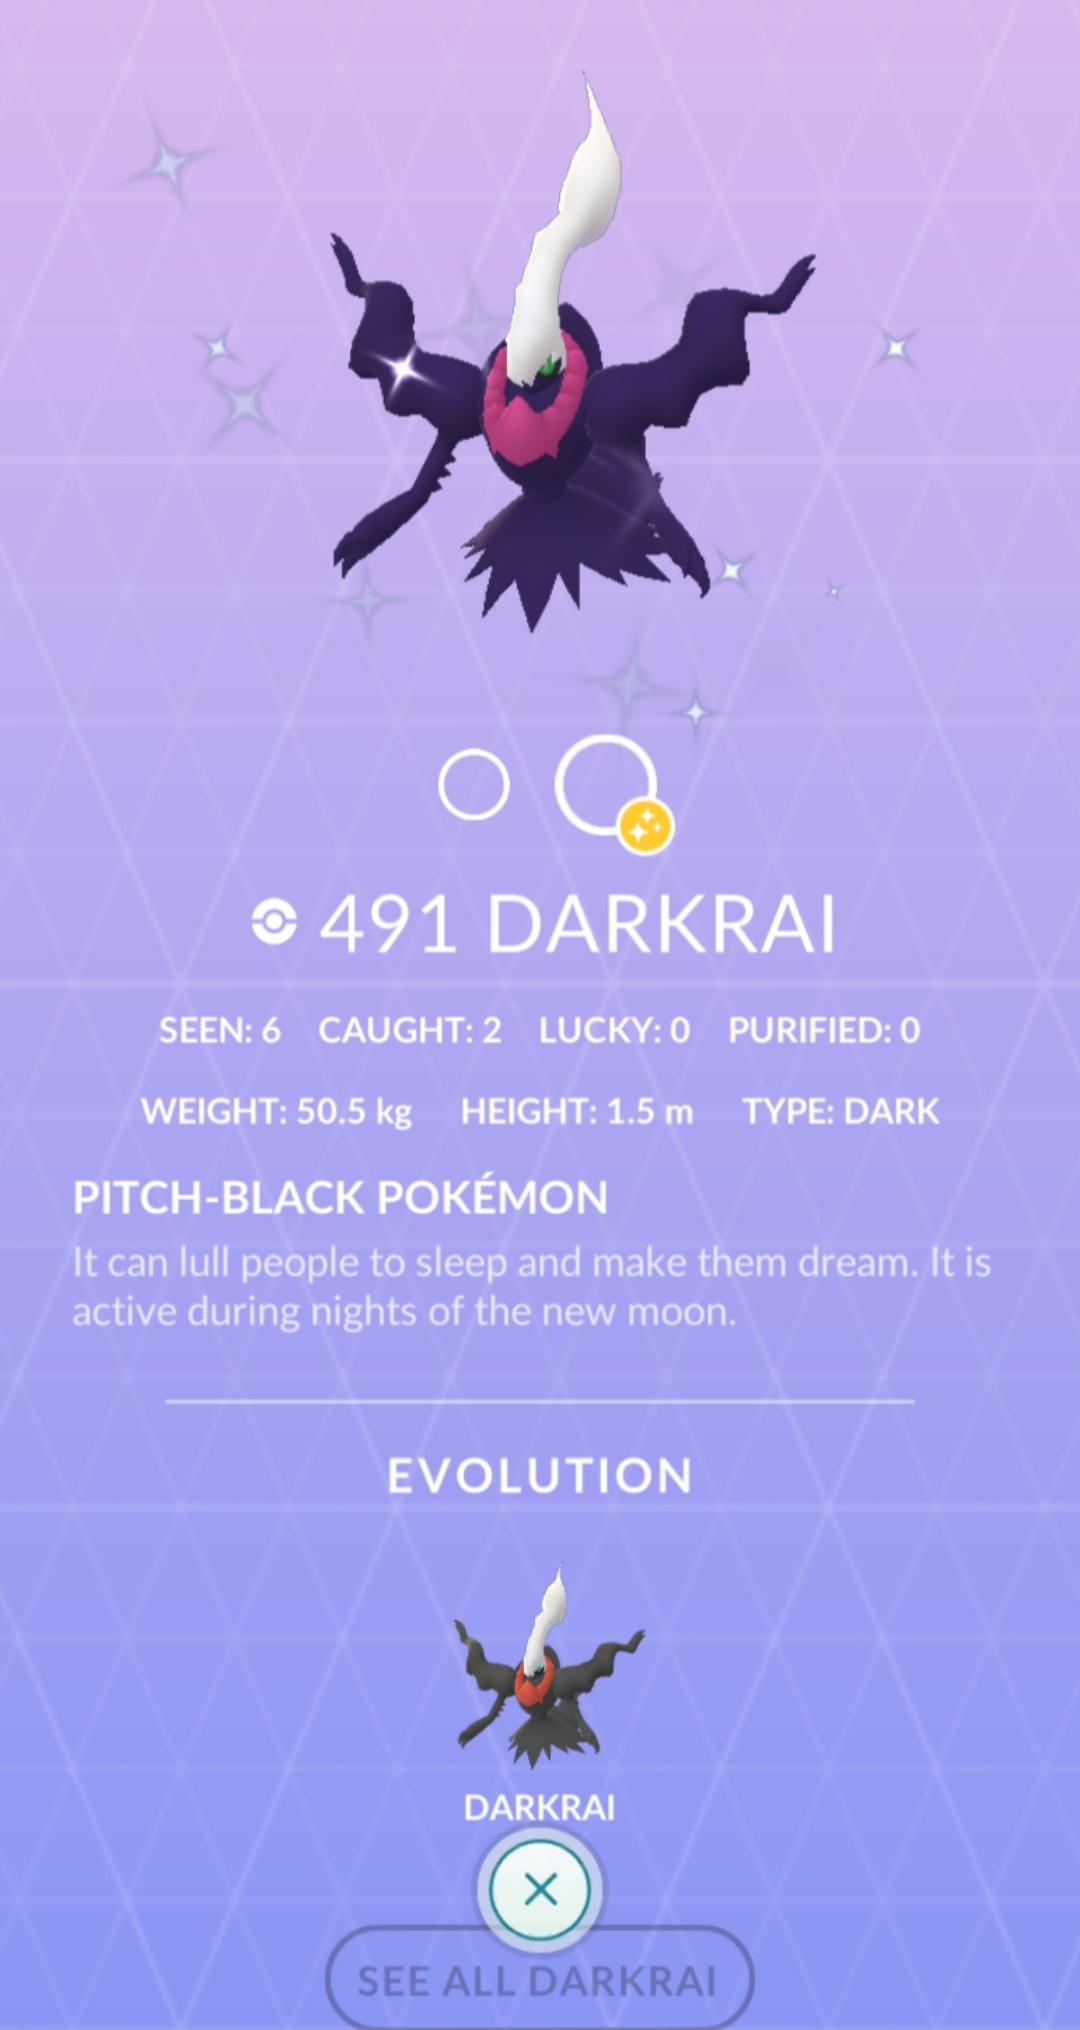 491 DARKRAI
SEEN: 6 CAUGHT: 2 LUCKY: 0 PURIFIED: 0
WEIGHT: 50.5 kg HEIGHT: 1.5 m TYPE: DARK
PITCH-BLACK POKÉMON
It can lull people to sleep and make them dream. It is
active during nights of the new moon.
EVOLUTION
DARKRAI
SEE ALL DARKRAI